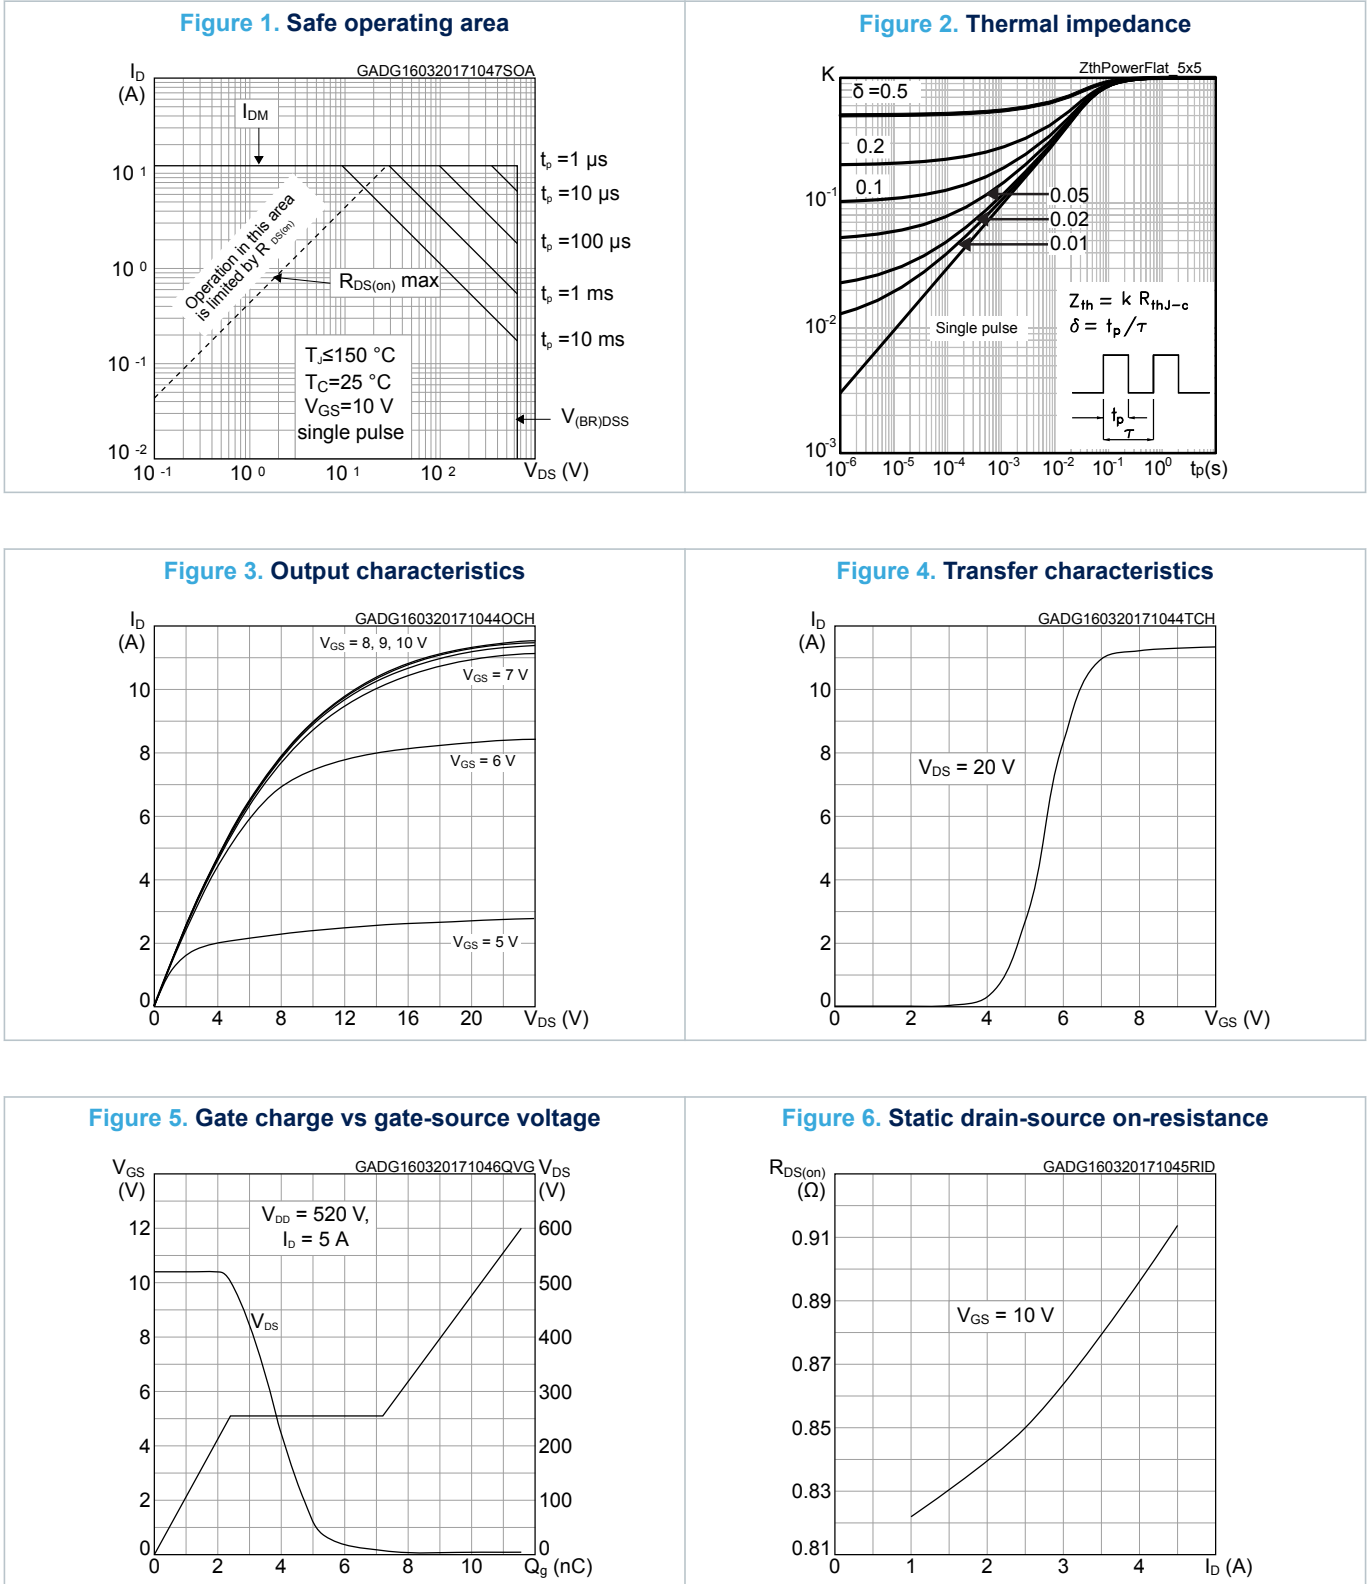 Figure 1. Safe operating area
GADG160320171047SOA
ID
(A)
IDM
10 1
10 0
10 -1
10 -2
10 -1
10 0
10 1
10 2
VDS (V)
Operation in this area
is limited by R DS(on)
RDS(on) max
TJ≤150 °C
TC=25 °C
VGS=10 V
single pulse
tp =1 µs
tp =10 µs
tp =100 µs
tp =1 ms
tp =10 ms
V(BR)DSS
Figure 2. Thermal impedance
ZthPowerFlat_5x5
K
δ =0.5
0.2
0.1
0.05
0.02
0.01
10-1
10-2
10-3
Single pulse
Zth = k RthJ-c
δ = tp/τ
tp
τ
10-6
10-5
10-4
10-3
10-2
10-1
100
tp(s)
Figure 3. Output characteristics
GADG160320171044OCH
ID
(A)
VGS = 8, 9, 10 V
VGS = 7 V
VGS = 6 V
VGS = 5 V
10
8
6
4
2
0
0
4
8
12
16
20
VDS (V)
Figure 4. Transfer characteristics
GADG160320171044TCH
ID
(A)
VDS = 20 V
10
8
6
4
2
0
0
2
4
6
8
VGS (V)
Figure 5. Gate charge vs gate-source voltage
GADG160320171046QVG
VGS
(V)
VDS
(V)
VDD = 520 V,
ID = 5 A
VDS
12
10
8
6
4
2
0
600
500
400
300
200
100
0
0
2
4
6
8
10
Qg (nC)
Figure 6. Static drain-source on-resistance
GADG160320171045RID
RDS(on)
(Ω)
VGS = 10 V
0.91
0.89
0.87
0.85
0.83
0.81
0
1
2
3
4
ID (A)